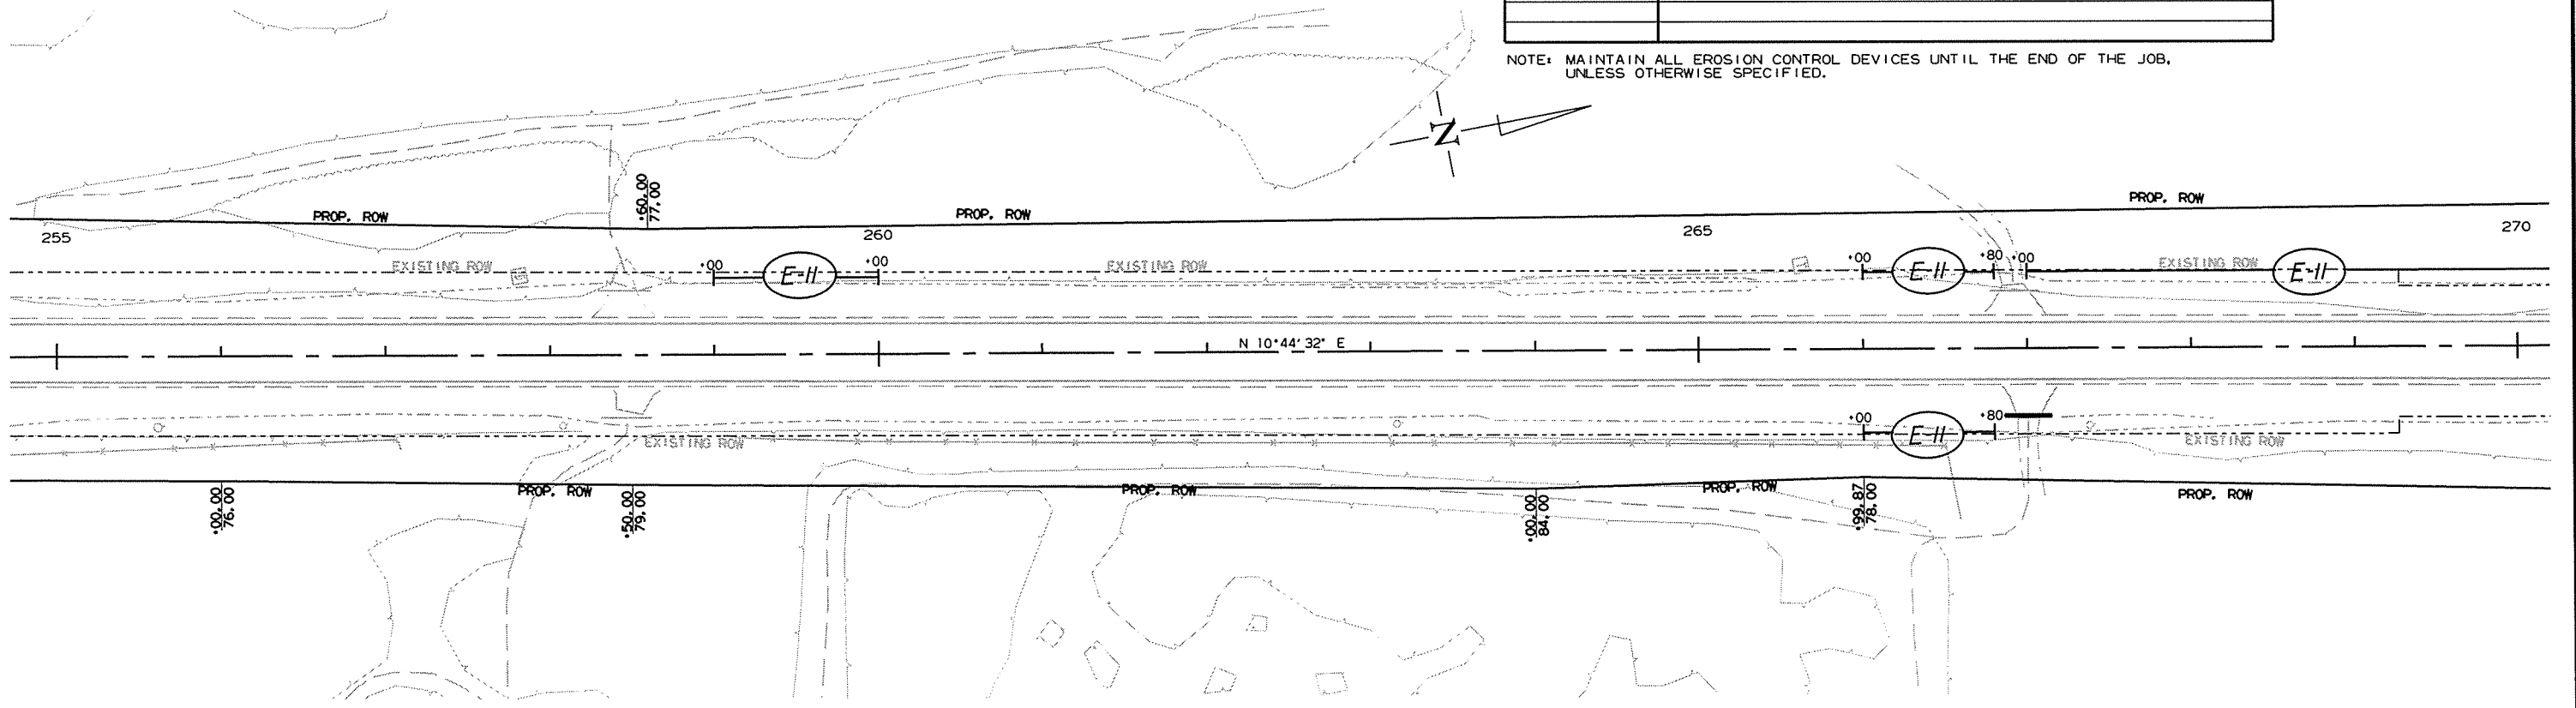 NOTE: MAINTAIN ALL EROSION CONTROL DEVICES UNTIL THE END OF THE JOB,
UNLESS OTHERWISE SPECIFIED.
N
+60.00
77.00
PROP. ROW
PROP. ROW
PROP. ROW
255
260
265
270
EXISTING ROW
+00
E-11
+00
EXISTING ROW
+00
E-11
+80
+00
EXISTING ROW
E-11
N 10°44'32" E
+00
E-11
+80
EXISTING ROW
EXISTING ROW
+00.00
76.00
PROP. ROW
+50.00
79.00
PROP. ROW
+00.00
84.00
PROP. ROW
+99.87
78.00
PROP. ROW